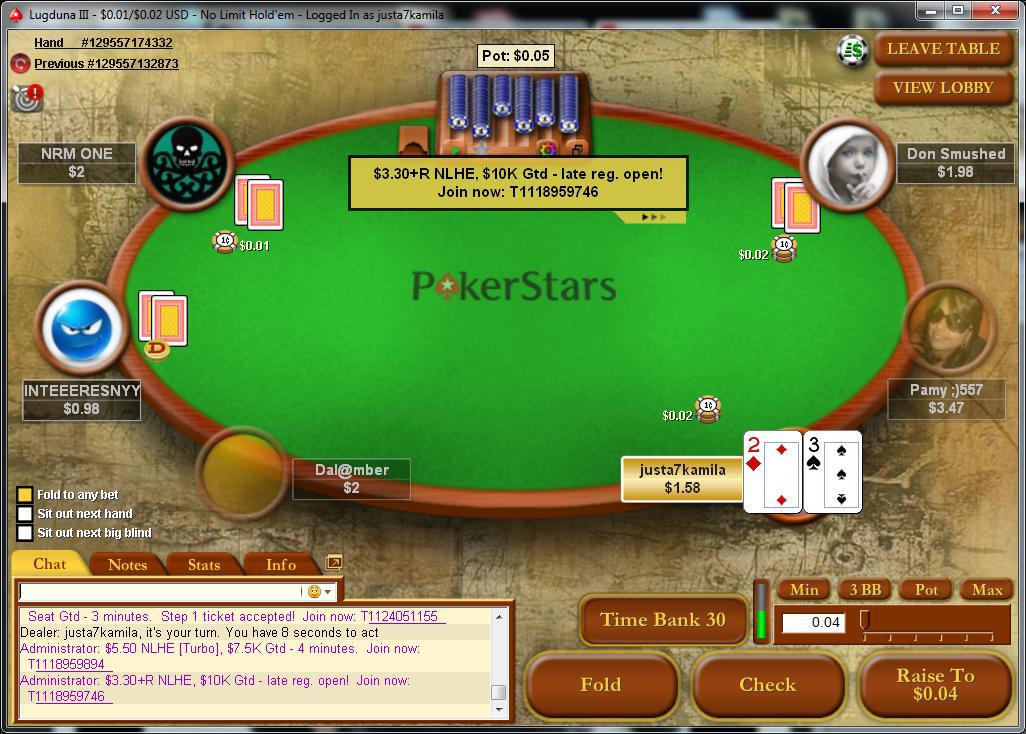 Lugduna III - $0.01/$0.02 USD - No Limit Hold'em - Logged In as justa7kamila
Hand #129557174332
Previous #129557132873
Pot: $0.05
LEAVE TABLE
VIEW LOBBY
NRM ONE
$2
Don Smushed
$1.98
$3.30+R NLHE, $10K Gtd - late reg. open!
Join now: T1118959746
1¢ $0.01
$0.02 1¢
PokerStars
D
INTEEERESNYY
$0.98
Pamy ;)557
$3.47
$0.02 1¢
Dal@mber
$2
justa7kamila
$1.58
2
3
Fold to any bet
Sit out next hand
Sit out next big blind
Chat Notes Stats Info
Seat Gtd - 3 minutes. Step 1 ticket accepted! Join now: T1124051155
Dealer: justa7kamila, it's your turn. You have 8 seconds to act
Administrator: $5.50 NLHE [Turbo], $7.5K Gtd - 4 minutes. Join now:
T1118959894
Administrator: $3.30+R NLHE, $10K Gtd - late reg. open! Join now:
T1118959746
Time Bank 30
Min 3 BB Pot Max
0.04
Fold
Check
Raise To
$0.04